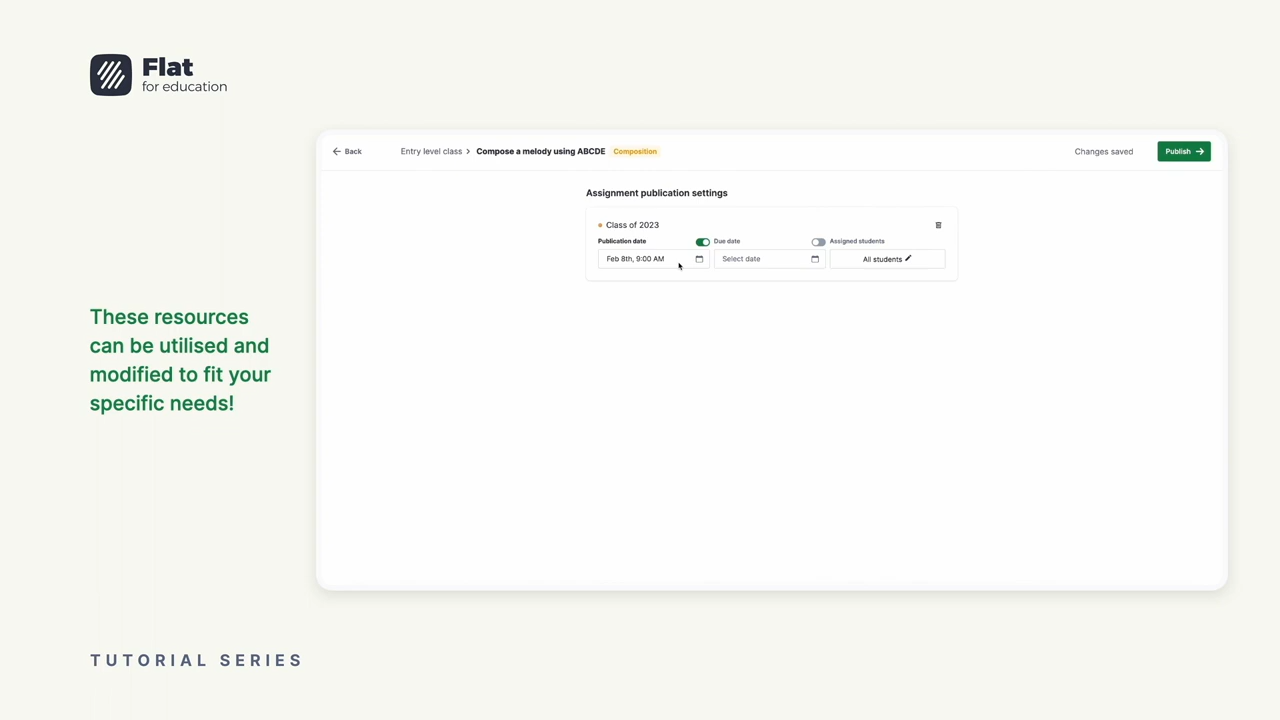 Flat
for education
Back
Entry level class > Compose a melody using ABCDE Composition
Changes saved
Publish
Assignment publication settings
Class of 2023
Publication date
Due date
Assigned students
Feb 8th, 9:00 AM
Select date
All students
These resources
can be utilised and
modified to fit your
specific needs!
TUTORIAL SERIES